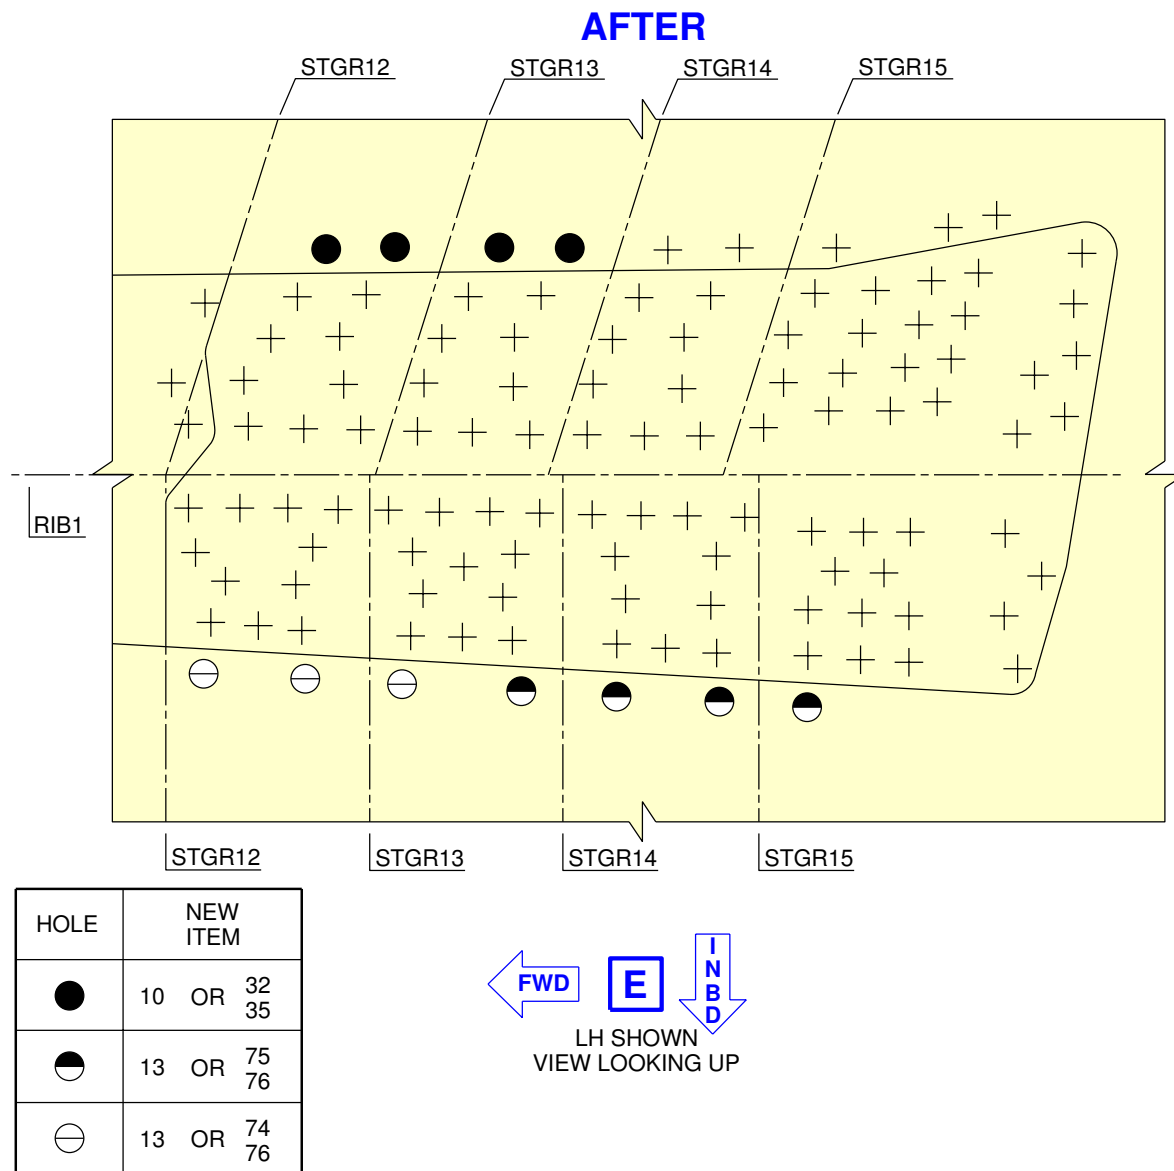 AFTER
STGR12
STGR13
STGR14
STGR15
RIB1
STGR12
STGR13
STGR14
STGR15
HOLE
NEW
ITEM
10 OR 32
35
13 OR 75
76
13 OR 74
76
FWD
E
INBD
LH SHOWN
VIEW LOOKING UP